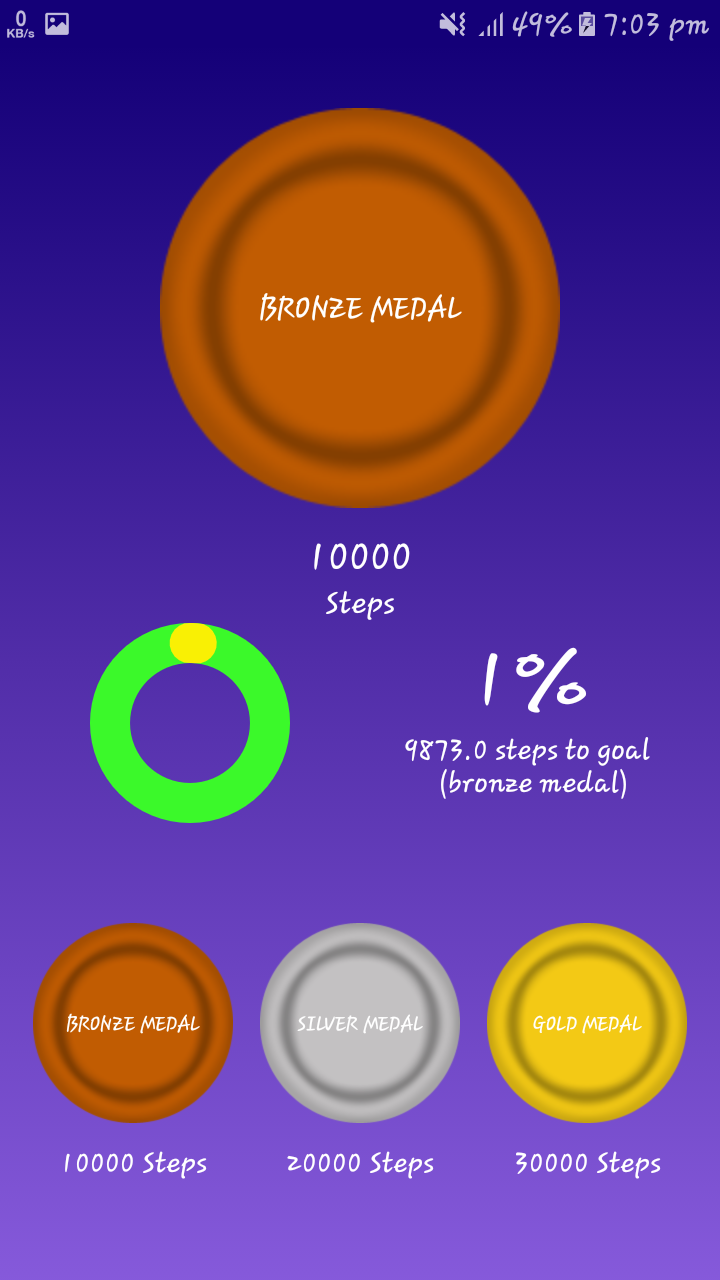 0
KB/s
49% 7:03 pm
BRONZE MEDAL
10000
Steps
1%
9873.0 steps to goal
(bronze medal)
BRONZE MEDAL SILVER MEDAL GOLD MEDAL
10000 Steps 20000 Steps 30000 Steps